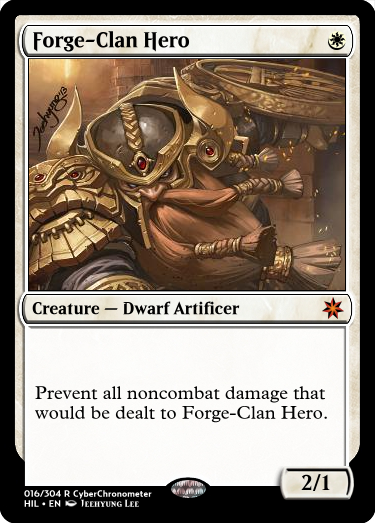 Forge-Clan Hero
Creature — Dwarf Artificer
Prevent all noncombat damage that
would be dealt to Forge-Clan Hero.
016/304 R CyberChronometer
HIL • EN Jeehyung Lee
2/1